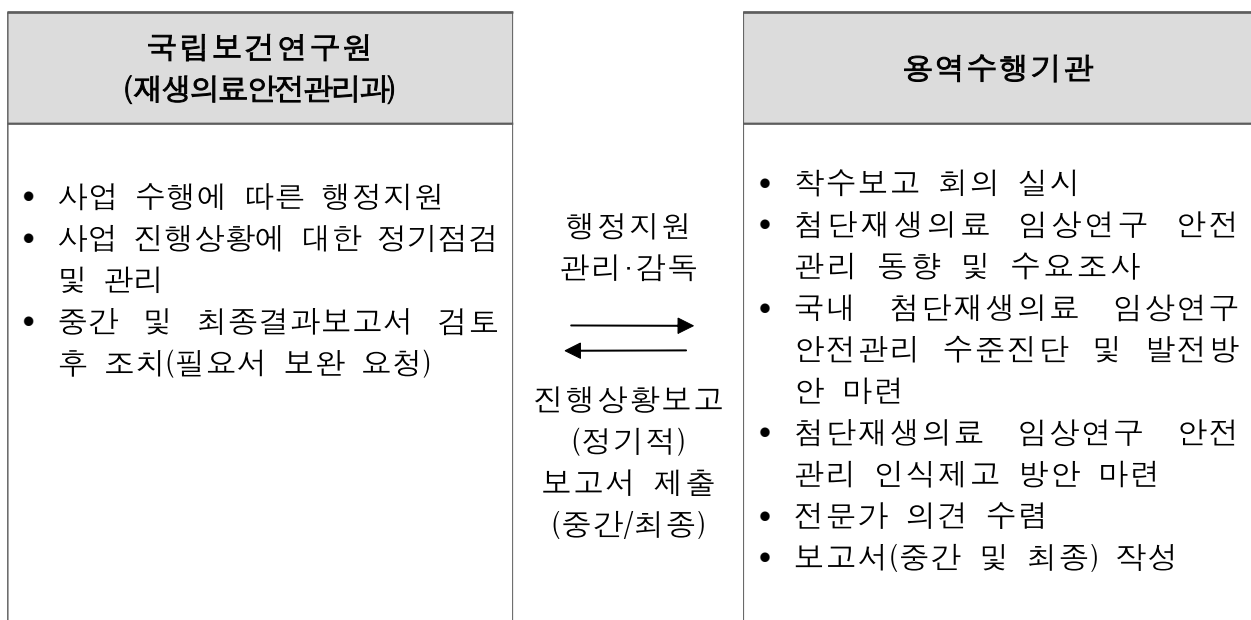 국립보건연구원
(재생의료안전관리과)
• 사업 수행에 따른 행정지원
• 사업 진행상황에 대한 정기점검
및 관리
• 중간 및 최종결과보고서 검토
후 조치(필요서 보완 요청)
행정지원
관리·감독
진행상황보고
(정기적)
보고서 제출
(중간/최종)
용역수행기관
• 착수보고 회의 실시
• 첨단재생의료 임상연구 안전
관리 동향 및 수요조사
• 국내 첨단재생의료 임상연구
안전관리 수준진단 및 발전방
안 마련
• 첨단재생의료 임상연구 안전
관리 인식제고 방안 마련
• 전문가 의견 수렴
• 보고서(중간 및 최종) 작성